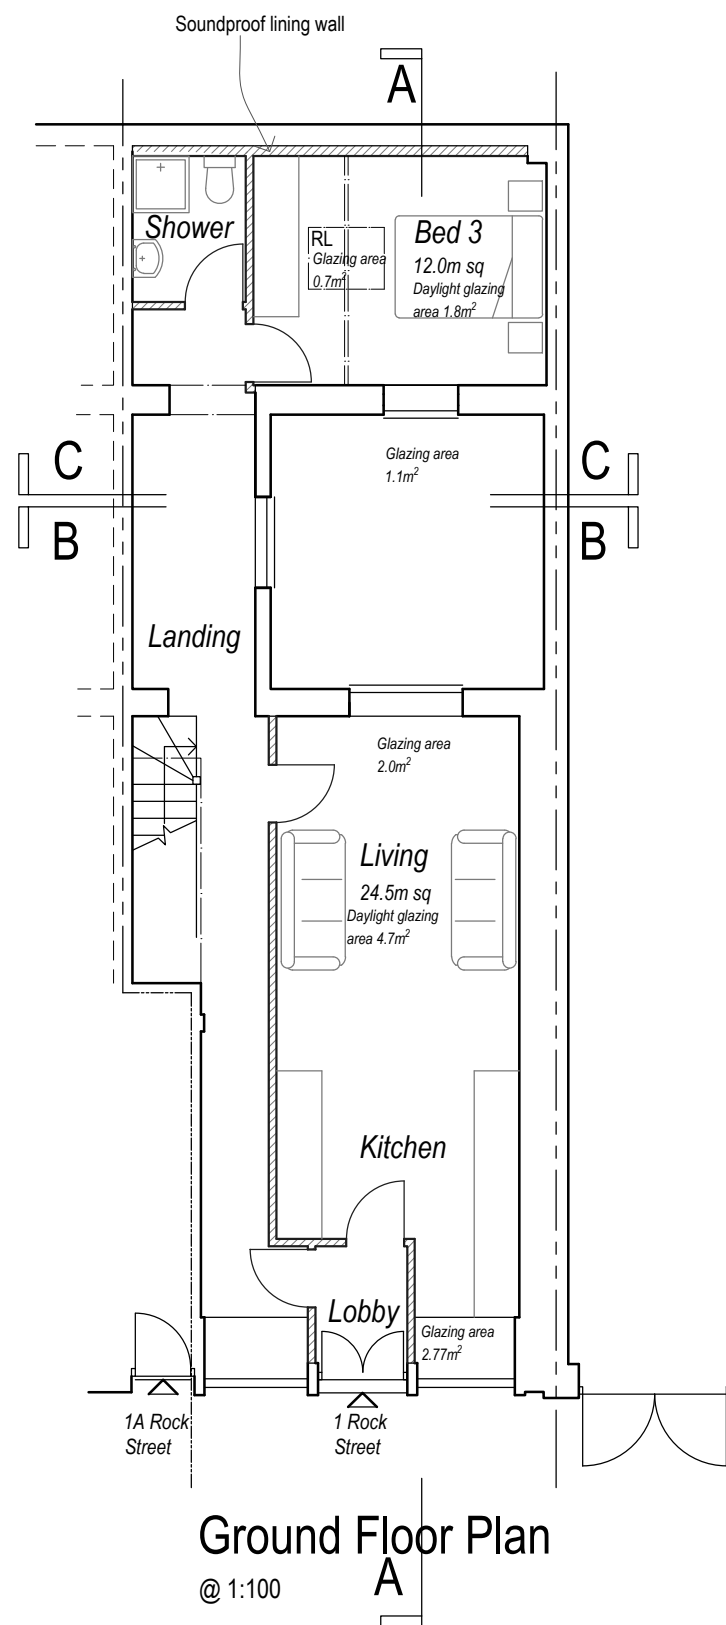 Soundproof lining wall
A
Shower
RL
Glazing area
0.7m²
Bed 3
12.0m sq
Daylight glazing
area 1.8m²
Glazing area
1.1m²
C
C
B
B
Landing
Glazing area
2.0m²
Living
24.5m sq
Daylight glazing
area 4.7m²
Kitchen
Lobby
Glazing area
2.77m²
1A Rock
Street
1 Rock
Street
Ground Floor Plan
@ 1:100
A